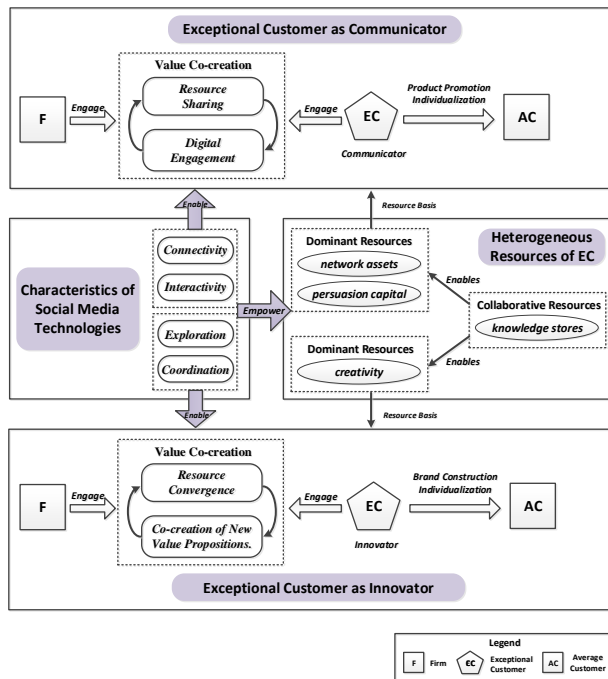 Exceptional Customer as Communicator
Value Co-creation
Resource
Sharing
Digital
Engagement
F
Engage
Engage
EC
Communicator
Product Promotion
Individualization
AC
Enable
Resource Basis
Characteristics of
Social Media
Technologies
Connectivity
Interactivity
Exploration
Coordination
Empower
Heterogeneous
Resources of EC
Dominant Resources
network assets
persuasion capital
Enables
Collaborative Resources
knowledge stores
Enables
Dominant Resources
creativity
Enable
Resource Basis
Value Co-creation
Resource
Convergence
Co-creation of New
Value Propositions.
F
Engage
Engage
EC
Innovator
Brand Construction
Individualization
AC
Exceptional Customer as Innovator
Legend
F
Firm
EC
Exceptional
Customer
AC
Average
Customer